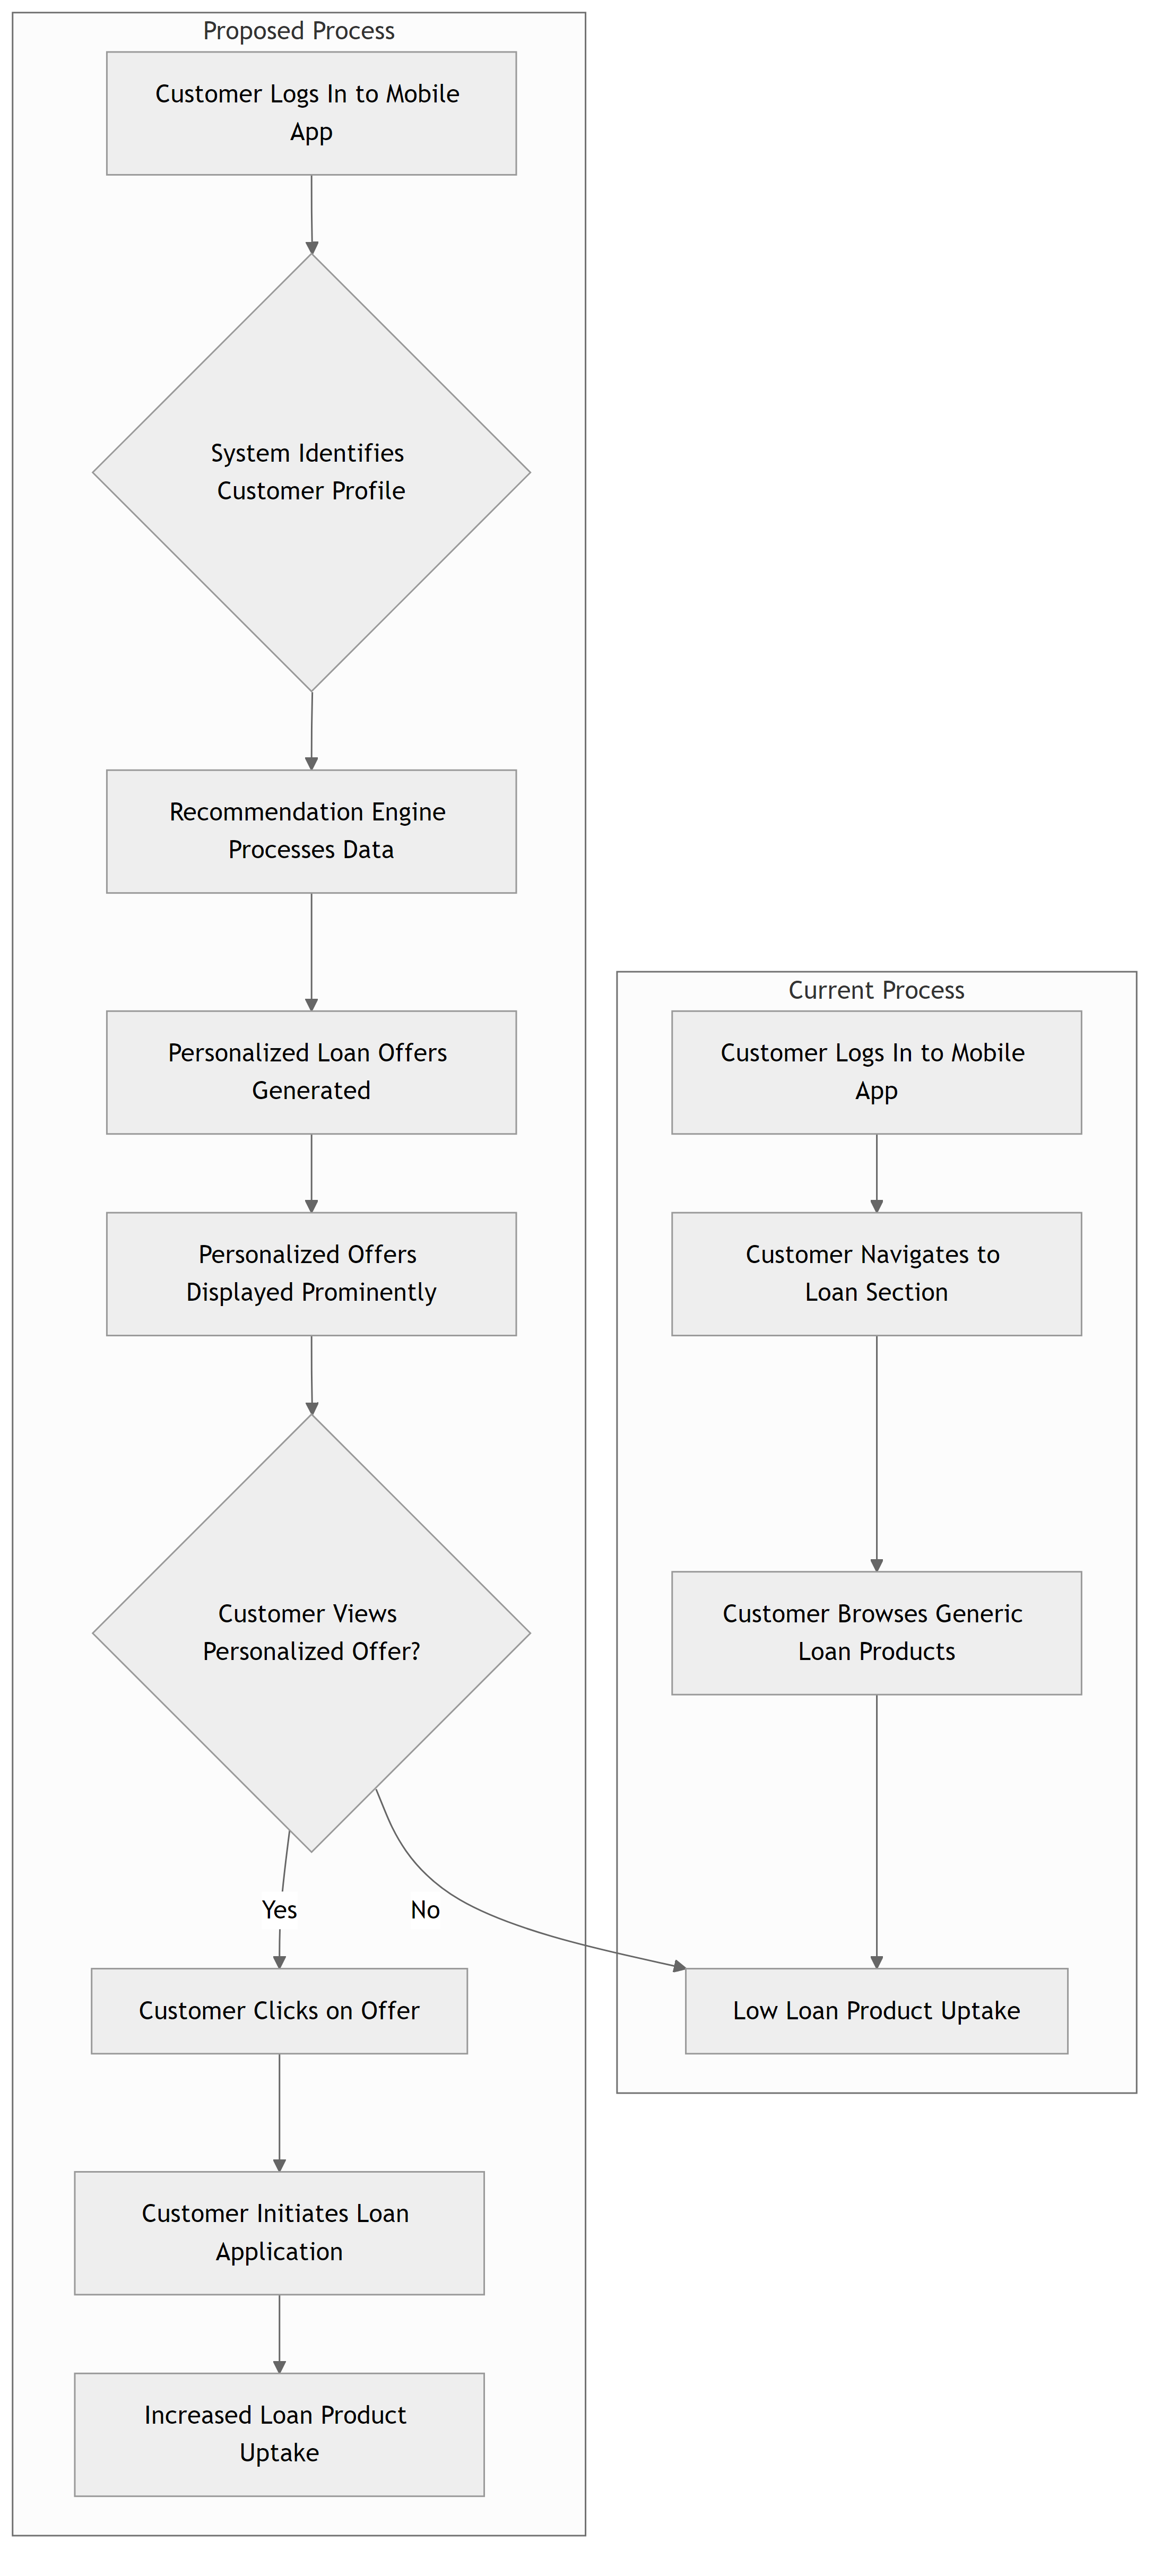 Proposed Process
Customer Logs In to Mobile
App
System Identifies
Customer Profile
Recommendation Engine
Processes Data
Personalized Loan Offers
Generated
Personalized Offers
Displayed Prominently
Customer Views
Personalized Offer?
Yes
No
Customer Clicks on Offer
Customer Initiates Loan
Application
Increased Loan Product
Uptake
Current Process
Customer Logs In to Mobile
App
Customer Navigates to
Loan Section
Customer Browses Generic
Loan Products
Low Loan Product Uptake